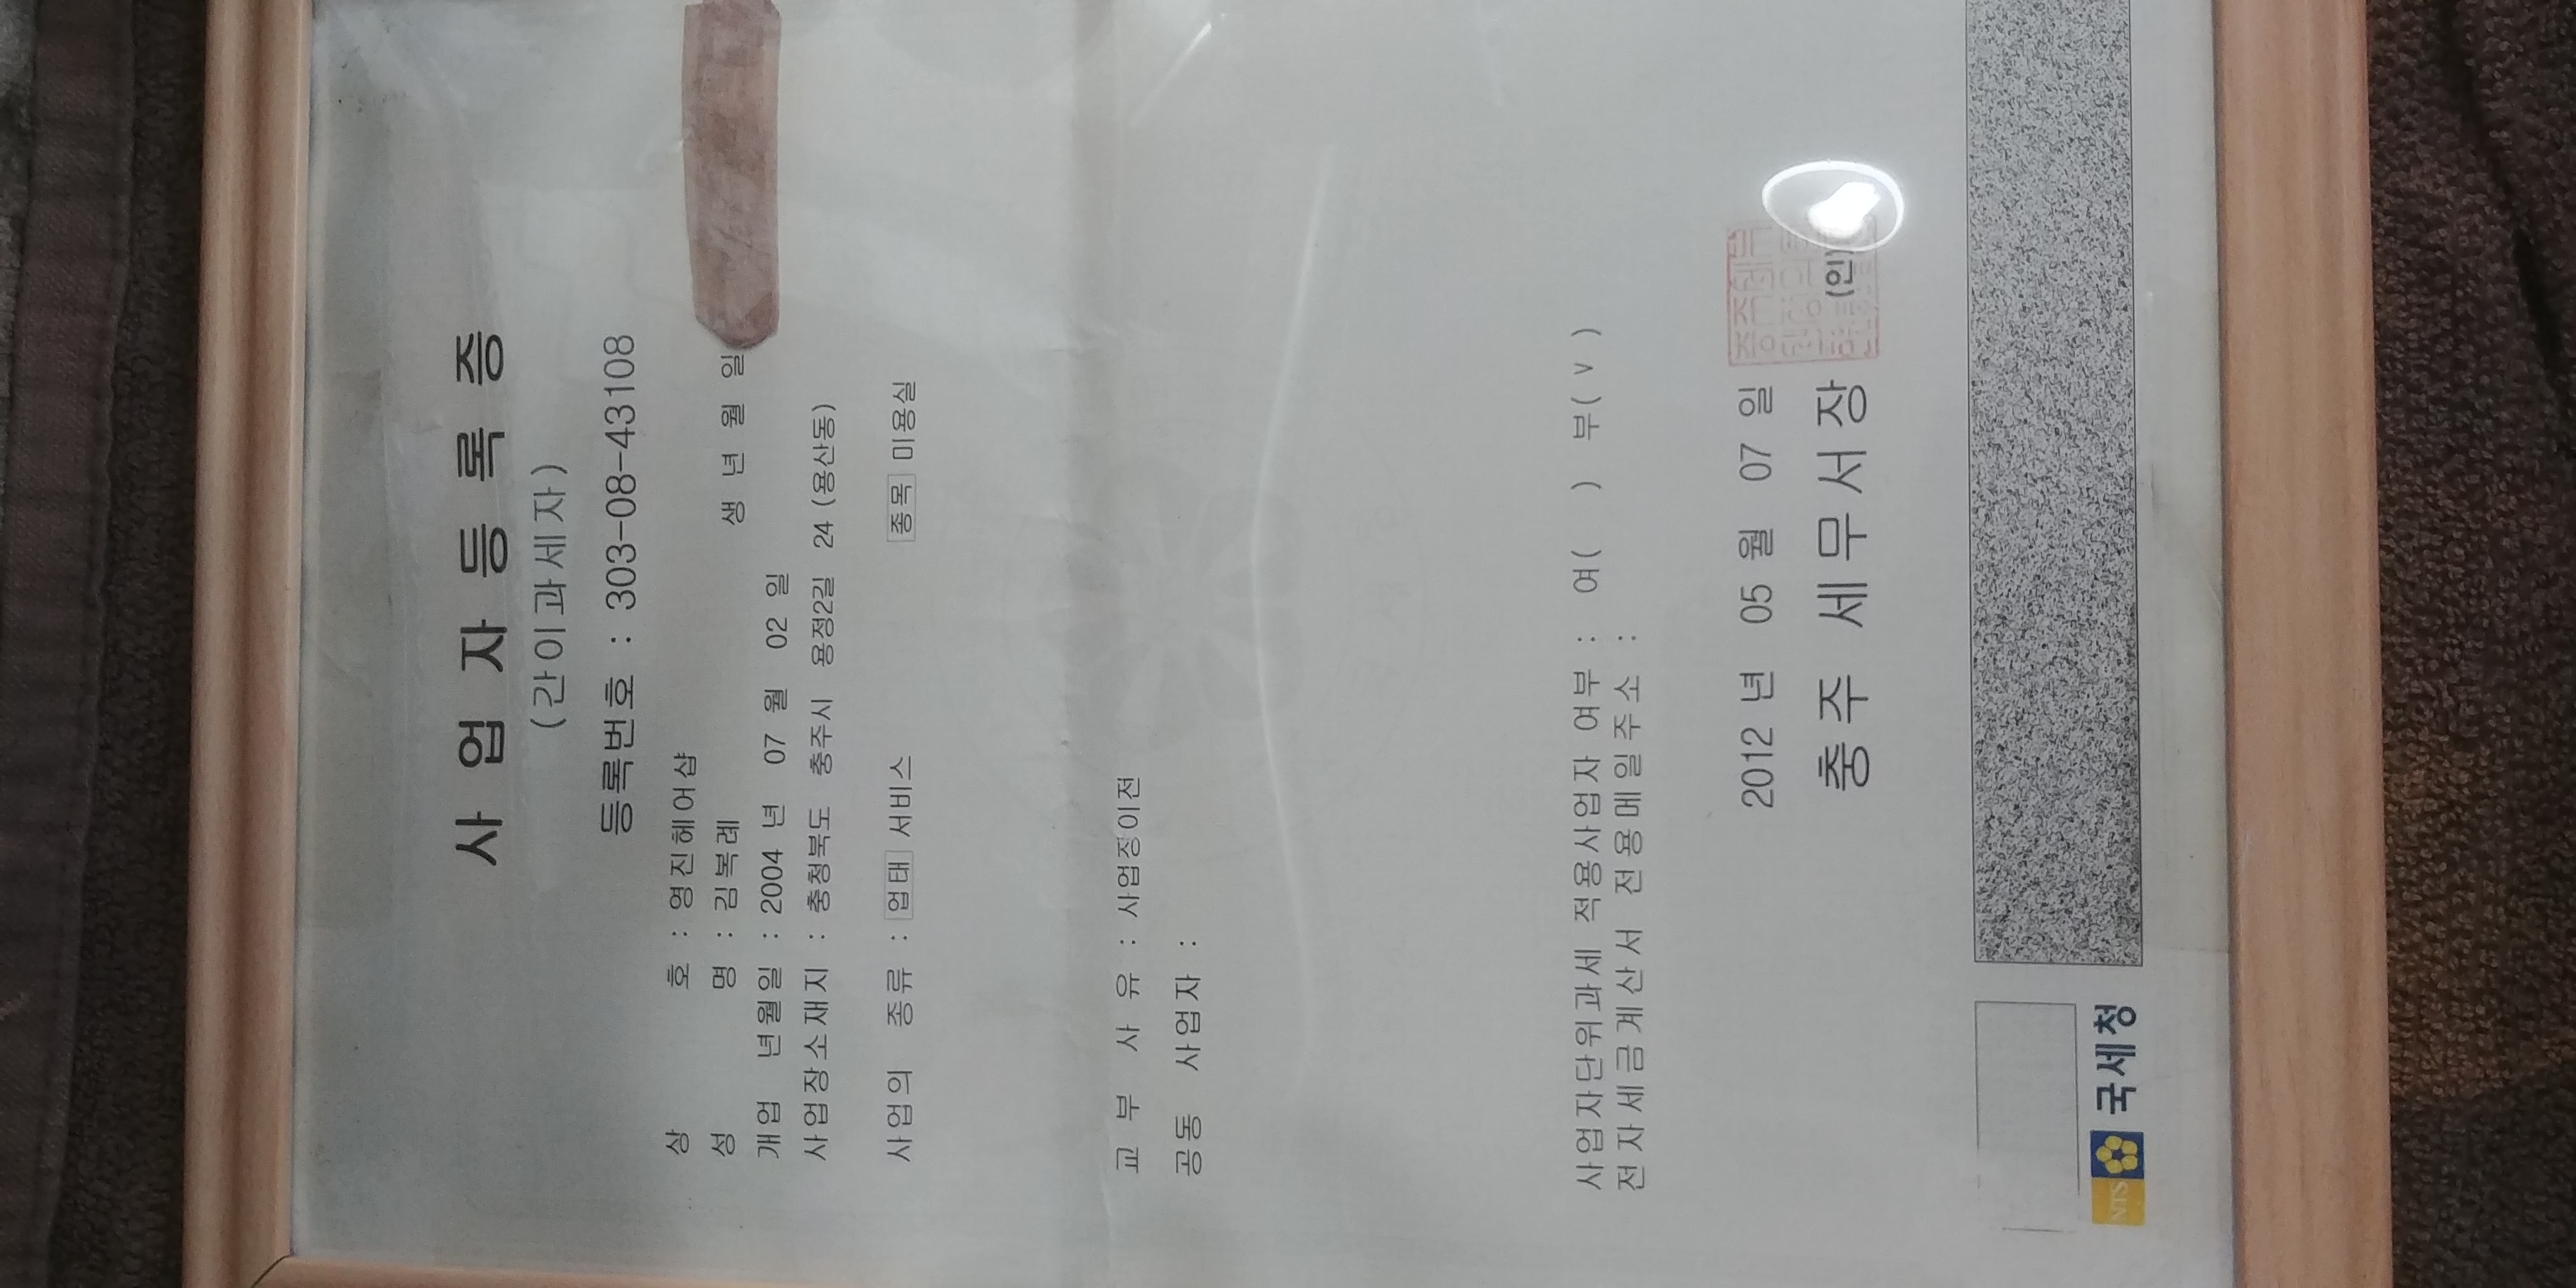 사 업 자 등 록 증
(간이과세자)
등록번호 : 303-08-43108
상 호 : 영진헤어샵
성 명 : 김복례 생 년 월 일
개업 년월일 : 2004 년 07 월 02 일
사업장소재지 : 충청북도 충주시 용정2길 24 (용산동)
사업의 종류 : 업태 서비스 종목 미용실
교 부 사 유 : 사업장이전
공동 사업자 :
사업자단위과세 적용사업자 여부 : 여( ) 부( v )
전자세금계산서 전용메일주소 :
2012 년 05 월 07 일
충주 세무서장 (인)
NTS 국세청